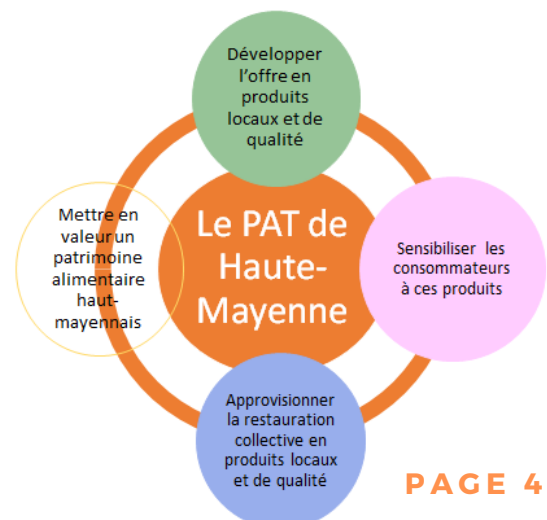 Développer
l'offre en
produits
locaux et de
qualité
Le PAT de
Haute-
Mayenne
Mettre en
valeur un
patrimoine
alimentaire
haut-
mayennais
Sensibiliser les
consommateurs
à ces produits
Approvisionner
la restauration
collective en
produits locaux
et de qualité
PAGE 4